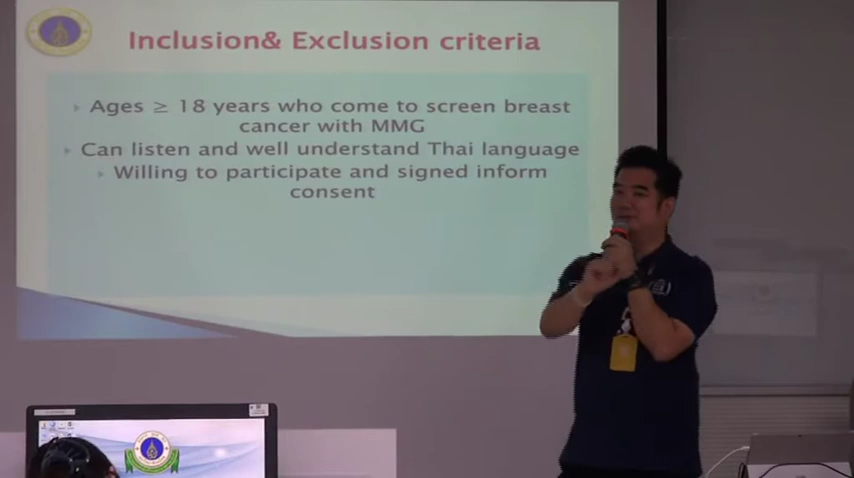 Inclusion&Exclusion criteria
Ages ≥ 18 years who come to screen breast
cancer with MMG
Can listen and well understand Thai language
Willing to participate and signed inform
consent